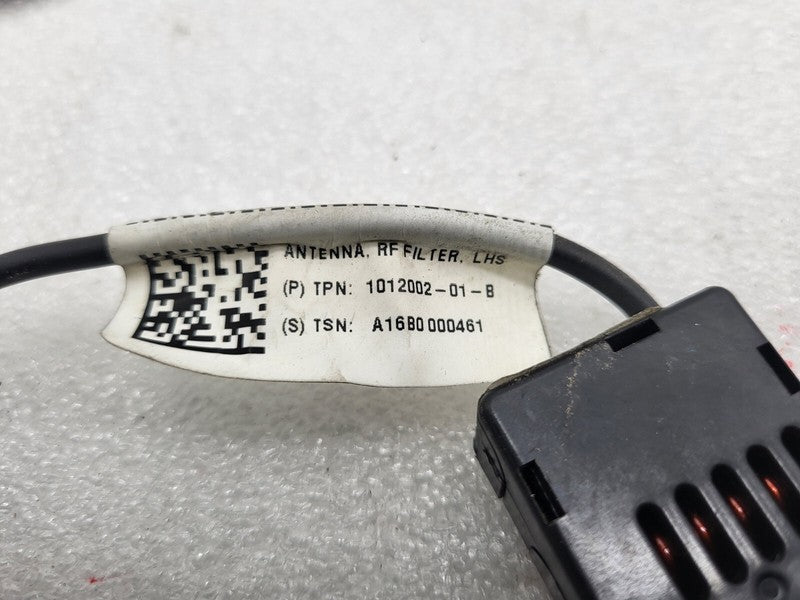 ANTENNA, RF FILTER, LHS
(P) TPN: 1012002-01-B
(S) TSN: A16B0000461